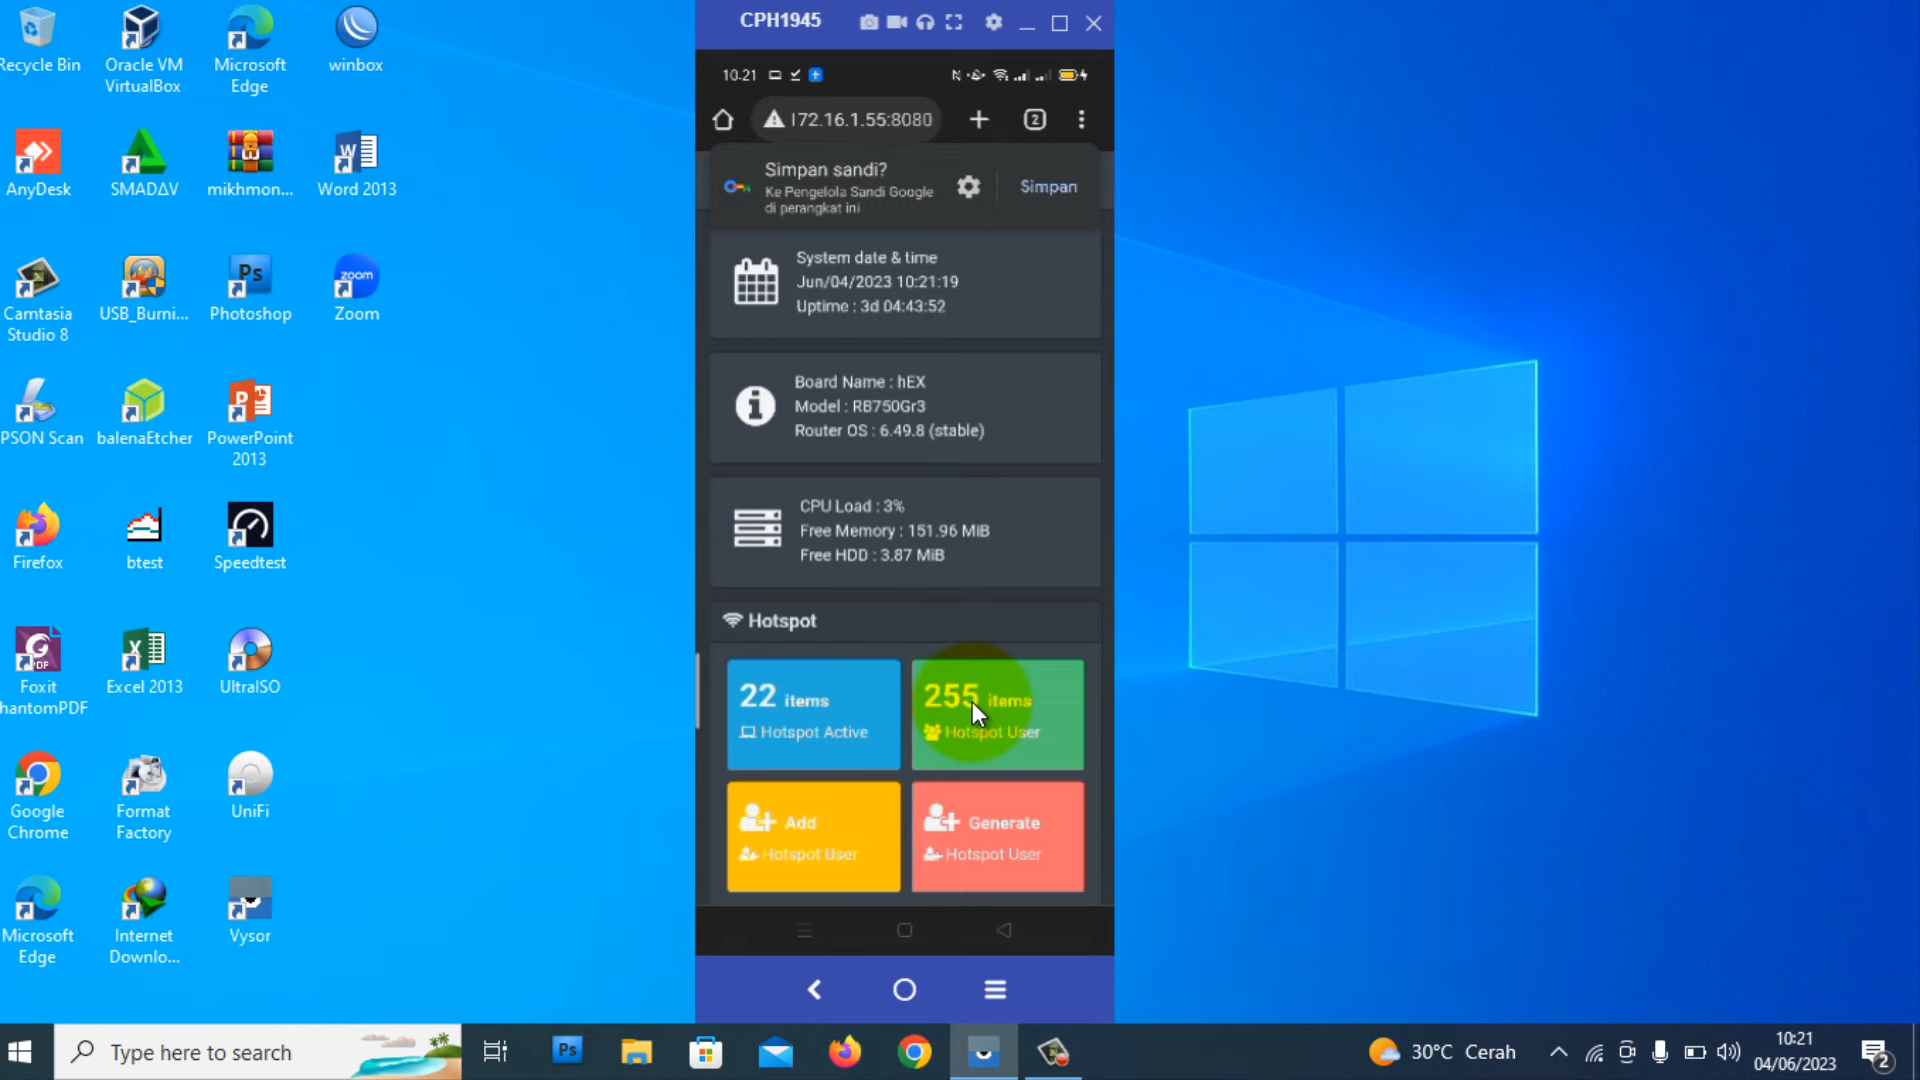 Recycle Bin
Oracle VM
VirtualBox
Microsoft
Edge
winbox
AnyDesk
SMADΔV
mikhmon...
Word 2013
Camtasia
Studio 8
USB_Burni...
Photoshop
Zoom
PSON Scan
balenaEtcher
PowerPoint
2013
Firefox
btest
Speedtest
Foxit
hantomPDF
Excel 2013
UltraISO
Google
Chrome
Format
Factory
UniFi
Microsoft
Edge
Internet
Downlo...
Vysor
CPH1945
10.21
172.16.1.55:8080
2
Simpan sandi?
Ke Pengelola Sandi Google
di perangkat ini
Simpan
System date & time
Jun/04/2023 10:21:19
Uptime : 3d 04:43:52
Board Name : hEX
Model : RB750Gr3
Router OS : 6.49.8 (stable)
CPU Load : 3%
Free Memory : 151.96 MiB
Free HDD : 3.87 MiB
Hotspot
22 items
Hotspot Active
255 items
Hotspot User
Add
Hotspot User
Generate
Hotspot User
Type here to search
30°C Cerah
10:21
04/06/2023
2